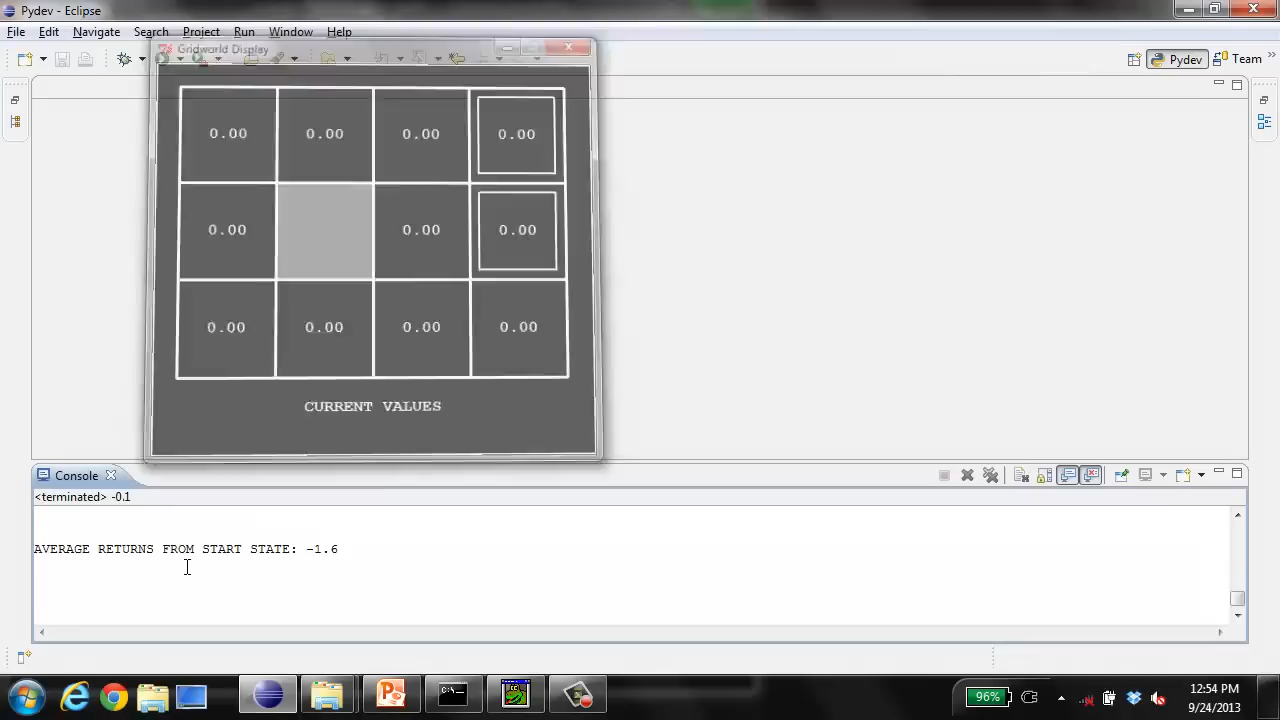 Pydev - Eclipse
File Edit Navigate Search Project Run Window Help
Gridworld Display
Pydev
Team
0.00 0.00 0.00 0.00
0.00 0.00 0.00
0.00 0.00 0.00 0.00
CURRENT VALUES
Console
<terminated> -0.1
AVERAGE RETURNS FROM START STATE: -1.6
96%
12:54 PM
9/24/2013